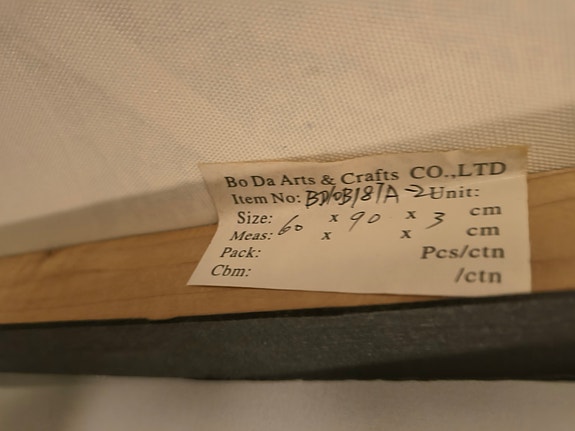 Bo Da Arts & Crafts CO.,LTD
Item No: BD10B181A-2 Unit:
Size: 60 x 90 x 3 cm
Meas: x x cm
Pack: Pcs/ctn
Cbm: /ctn